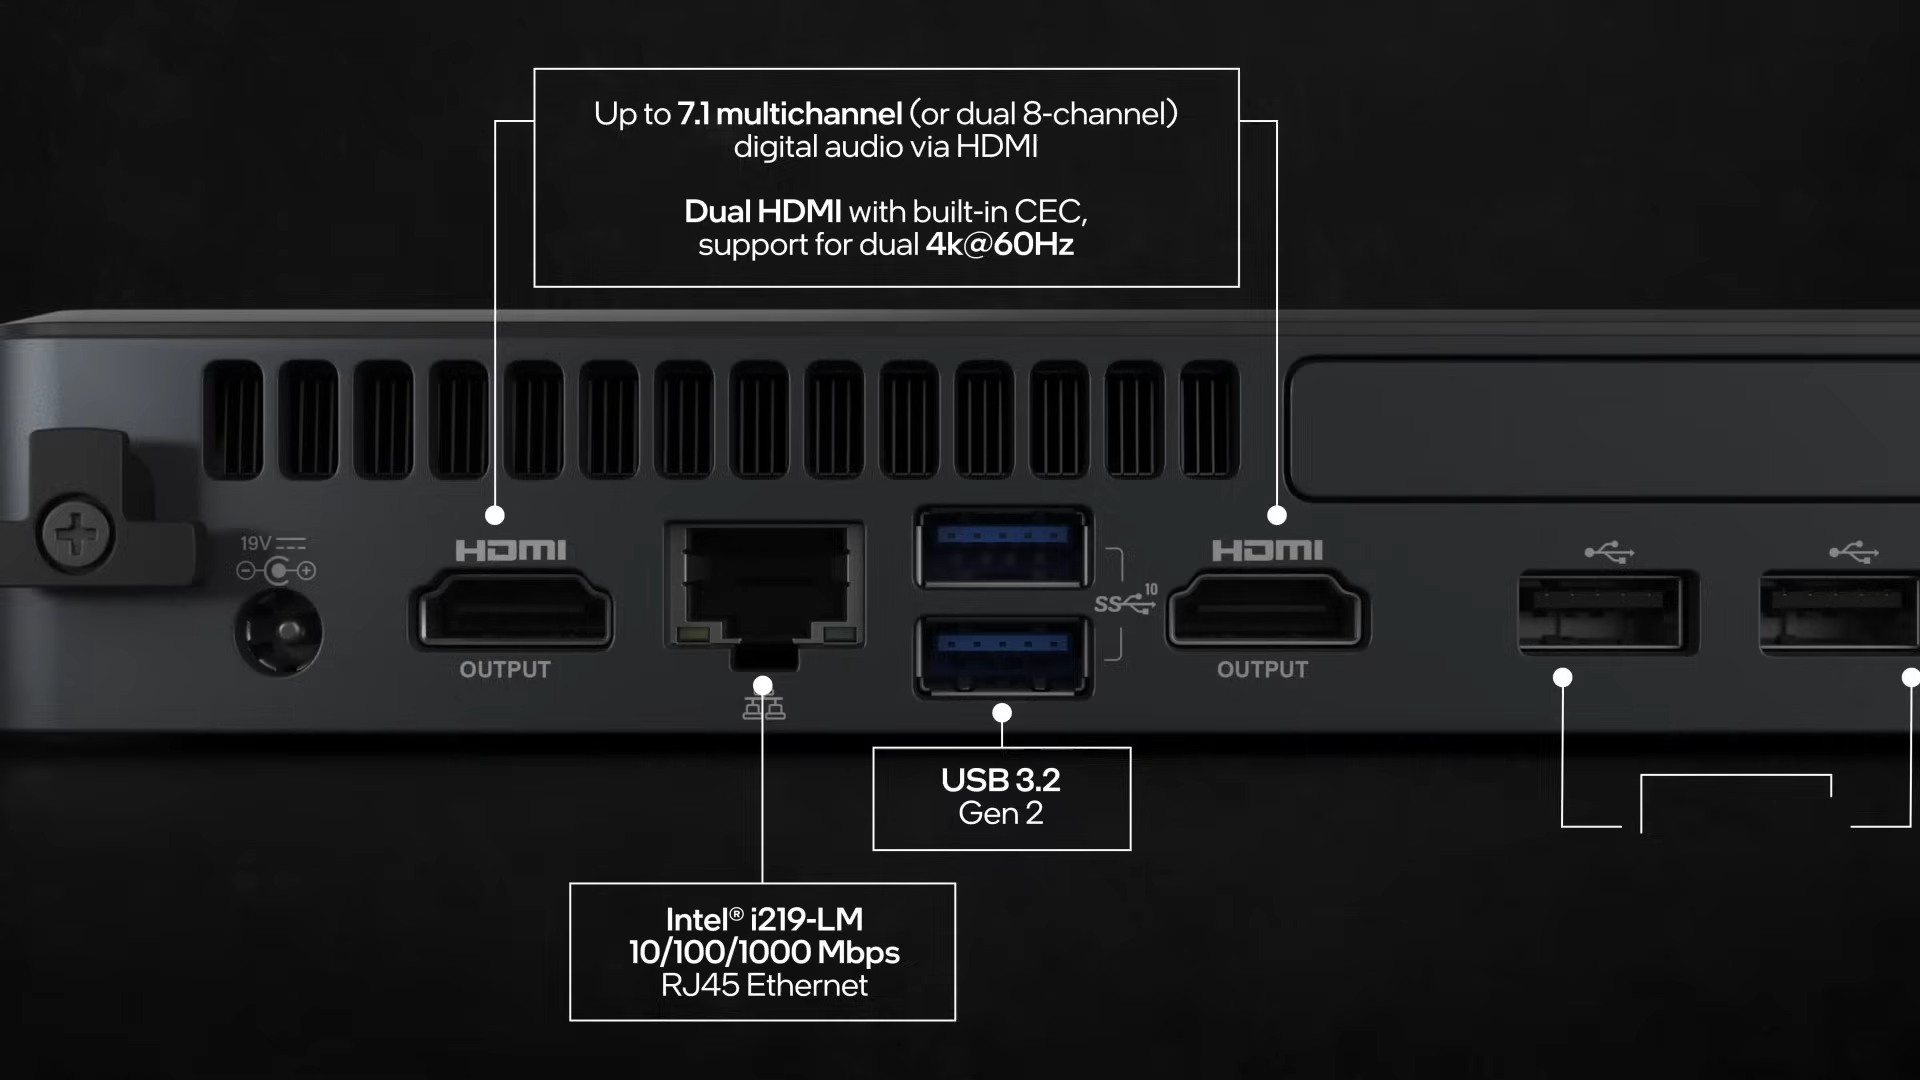 Up to 7.1 multichannel (or dual 8-channel)
digital audio via HDMI
Dual HDMI with built-in CEC,
support for dual 4k@60Hz
19V
HDMI
HDMI
SS 10
OUTPUT
OUTPUT
USB 3.2
Gen 2
Intel® i219-LM
10/100/1000 Mbps
RJ45 Ethernet